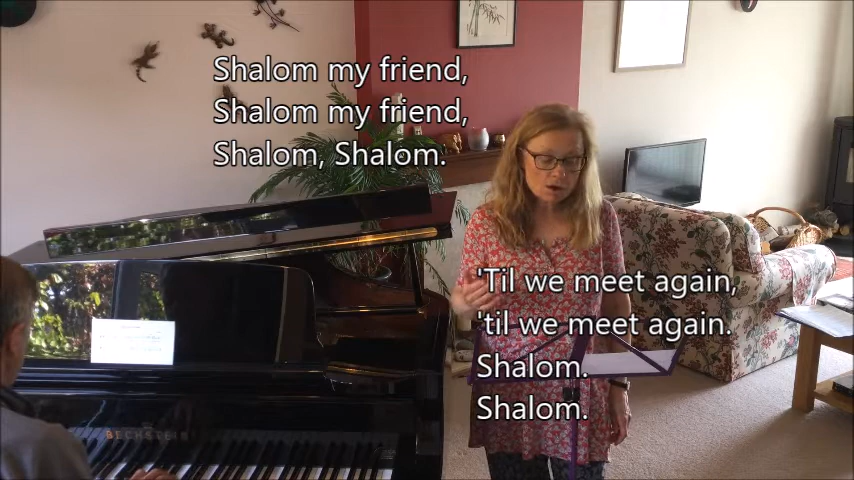 Shalom my friend,
Shalom my friend,
Shalom, Shalom.
'Til we meet again,
'til we meet again.
Shalom.
Shalom.
BECHSTEIN